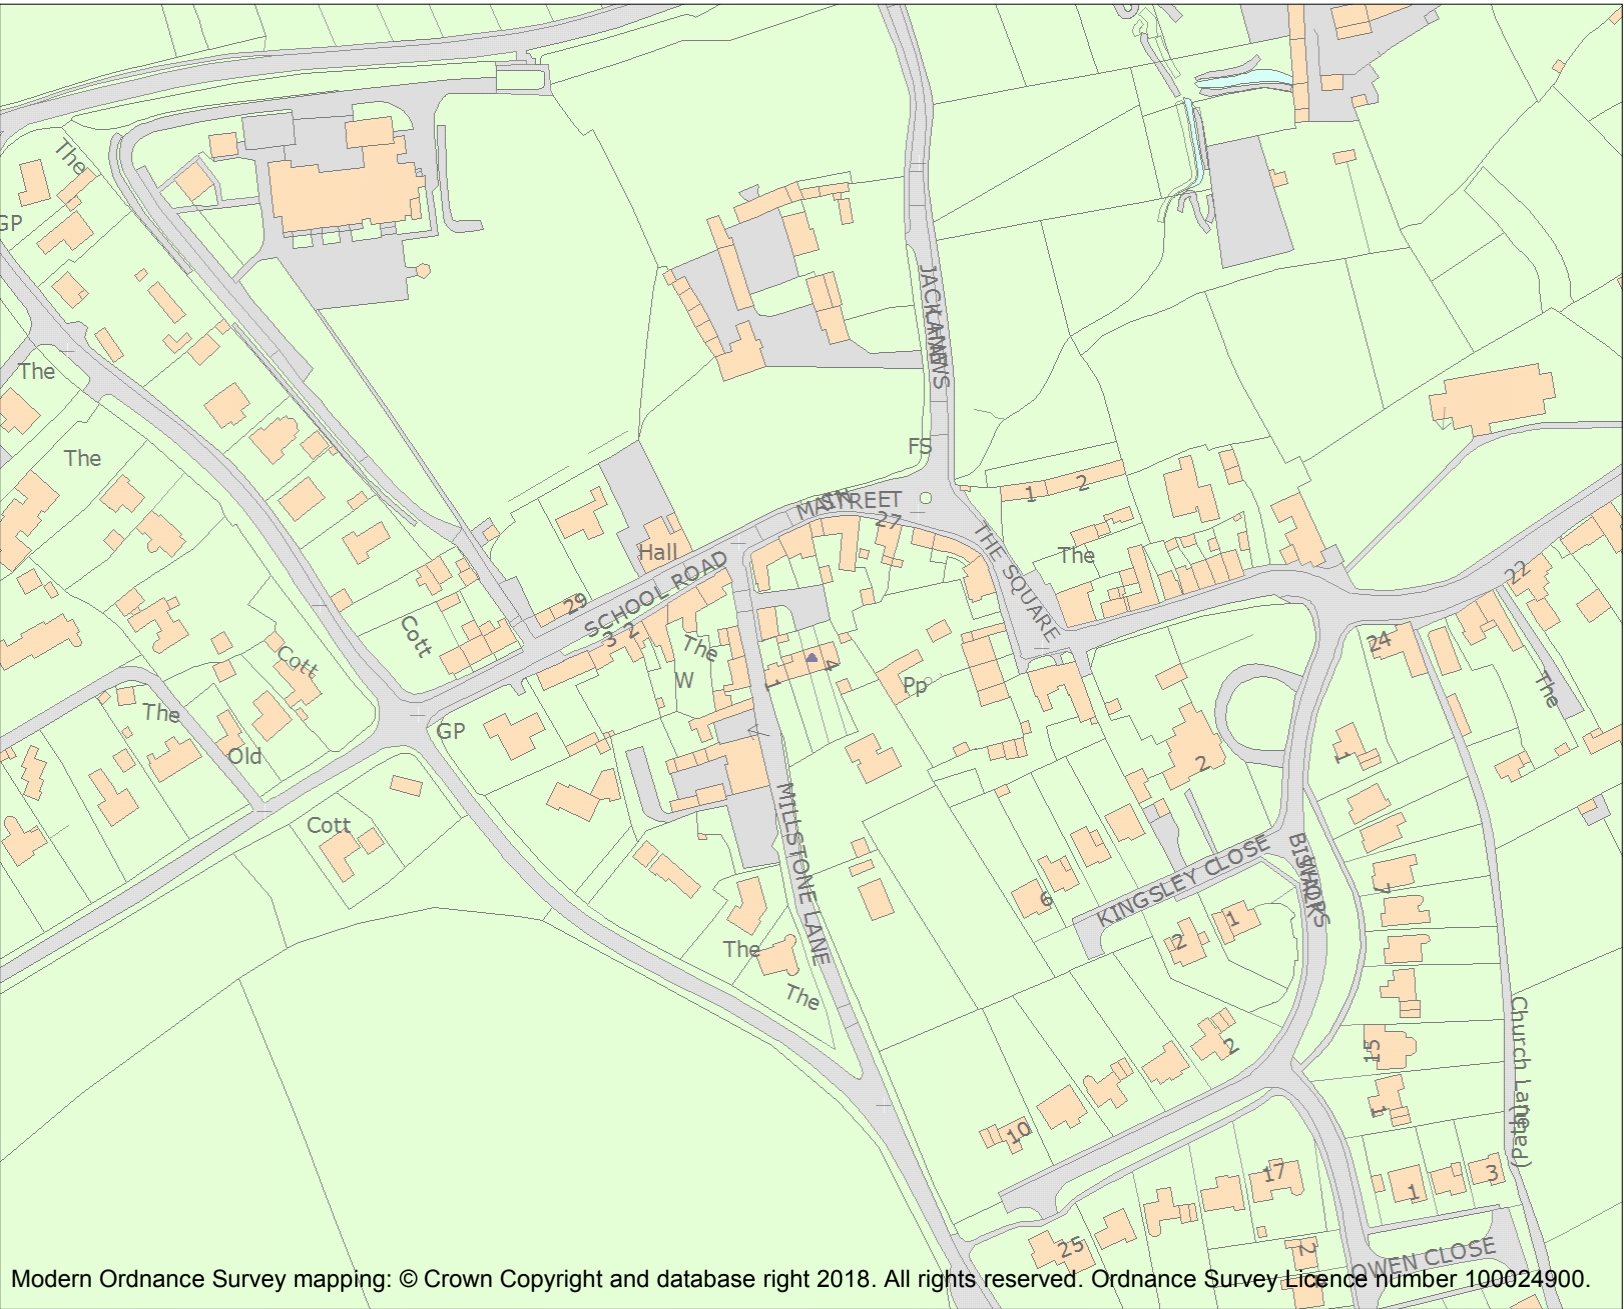 The
GP
The
The
JACKLAHAWS
LANE
FS
MAIN
STREET
27
1
2
THE SQUARE
The
Hall
29
SCHOOL ROAD
3
2
Cott
Cott
The
W
1
4
Pp
22
24
The
The
Old
GP
2
1
Cott
MILLSTONE LANE
6
KINGSLEY CLOSE
BISHOPS
WALK
7
2
1
The
The
2
15
Church Lane
(Path)
1
10
17
1
3
25
2
OWEN CLOSE
Modern Ordnance Survey mapping: © Crown Copyright and database right 2018. All rights reserved. Ordnance Survey Licence number 100024900.